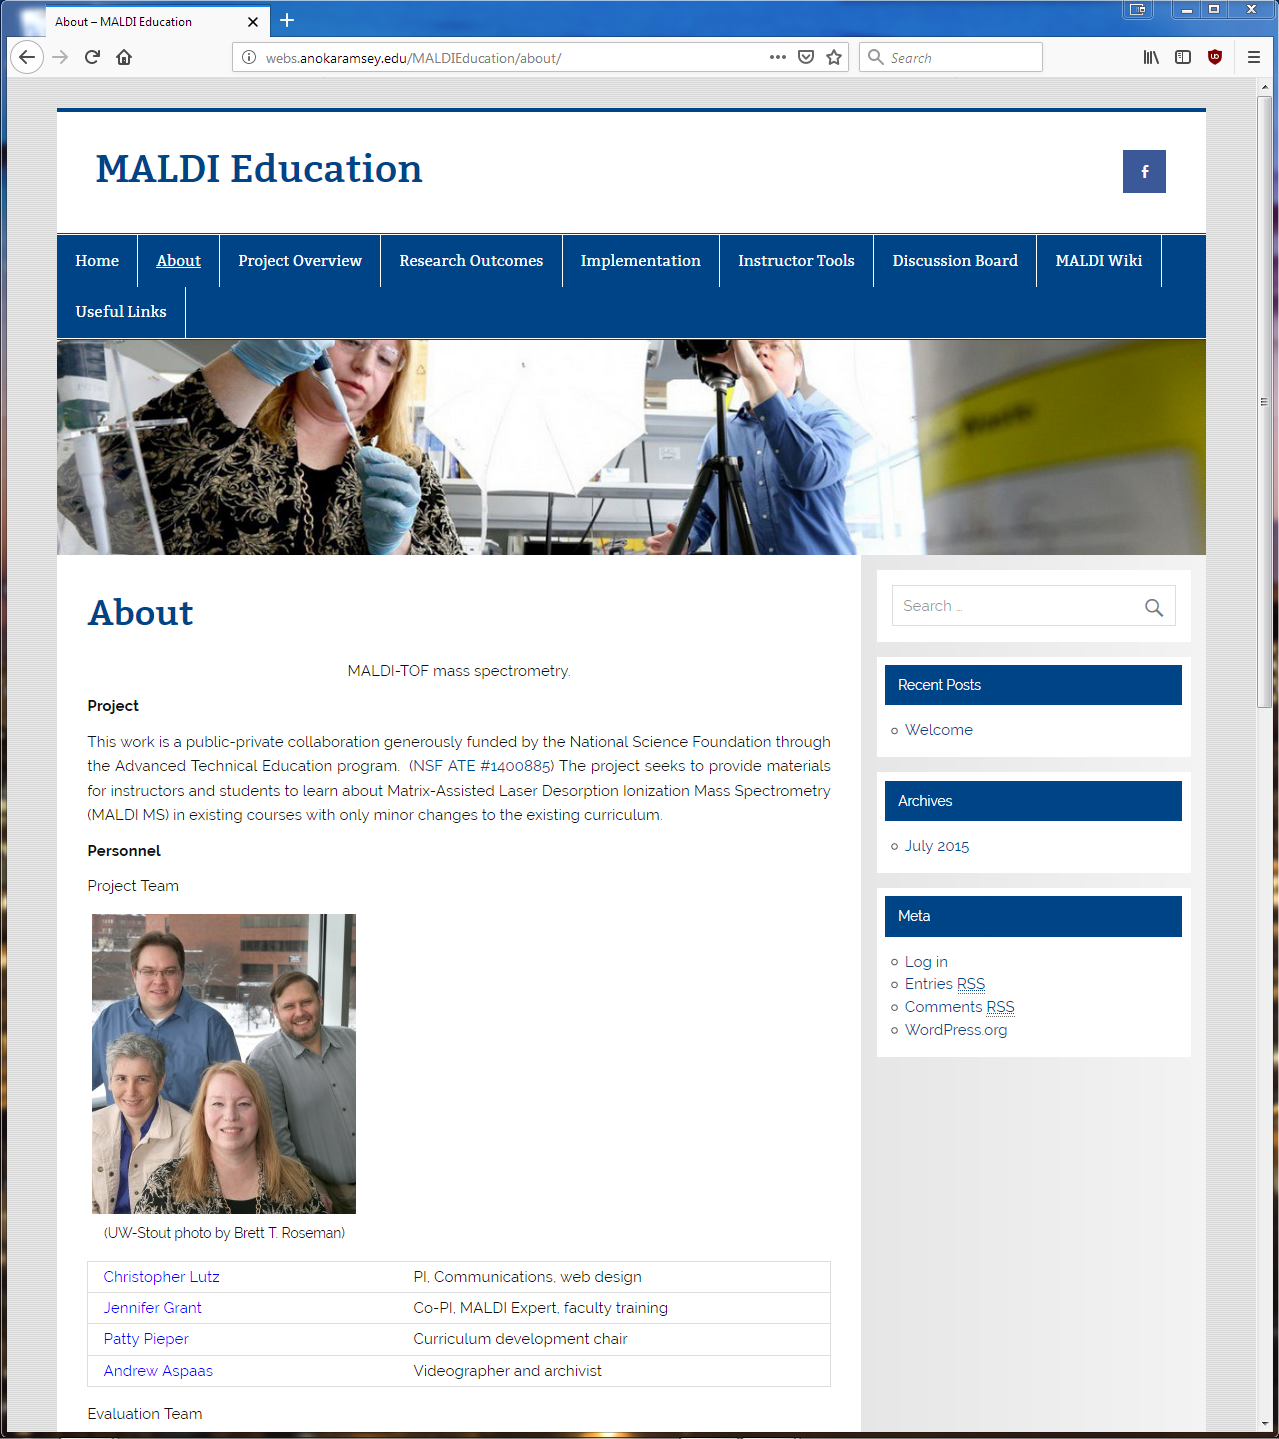 About – MALDI Education
webs.anokaramsey.edu/MALDIEducation/about/
Search
MALDI Education
Home
About
Project Overview
Research Outcomes
Implementation
Instructor Tools
Discussion Board
MALDI Wiki
Useful Links
About
MALDI-TOF mass spectrometry.
Project
This work is a public-private collaboration generously funded by the National Science Foundation through
the Advanced Technical Education program. (NSF ATE #1400885) The project seeks to provide materials
for instructors and students to learn about Matrix-Assisted Laser Desorption Ionization Mass Spectrometry
(MALDI MS) in existing courses with only minor changes to the existing curriculum.
Personnel
Project Team
(UW-Stout photo by Brett T. Roseman)
Christopher Lutz PI, Communications, web design
Jennifer Grant Co-PI, MALDI Expert, faculty training
Patty Pieper Curriculum development chair
Andrew Aspaas Videographer and archivist
Evaluation Team
Search …
Recent Posts
Welcome
Archives
July 2015
Meta
Log in
Entries RSS
Comments RSS
WordPress.org